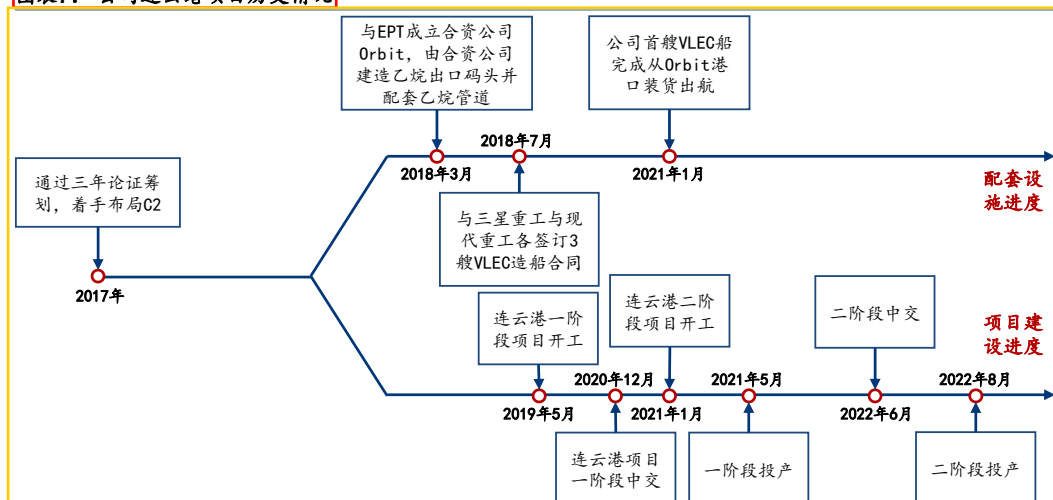 公司连云港项目历史情况
与EPT成立合资公司
Orbit，由合资公司
建造乙烷出口码头并
配套乙烷管道
公司首艘VLEC船
完成从Orbit港
口装货出航
2018年7月
2018年3月
2021年1月
配套设
施进度
通过三年论证筹
划，着手布局C2
与三星重工与现
代重工各签订3
艘VLEC造船合同
2017年
连云港一阶
段项目开工
连云港二阶
段项目开工
二阶段中交
项目建
设进度
2020年12月
2021年5月
2022年8月
2019年5月
2021年1月
2022年6月
连云港项目
一阶段中交
一阶段投产
二阶段投产